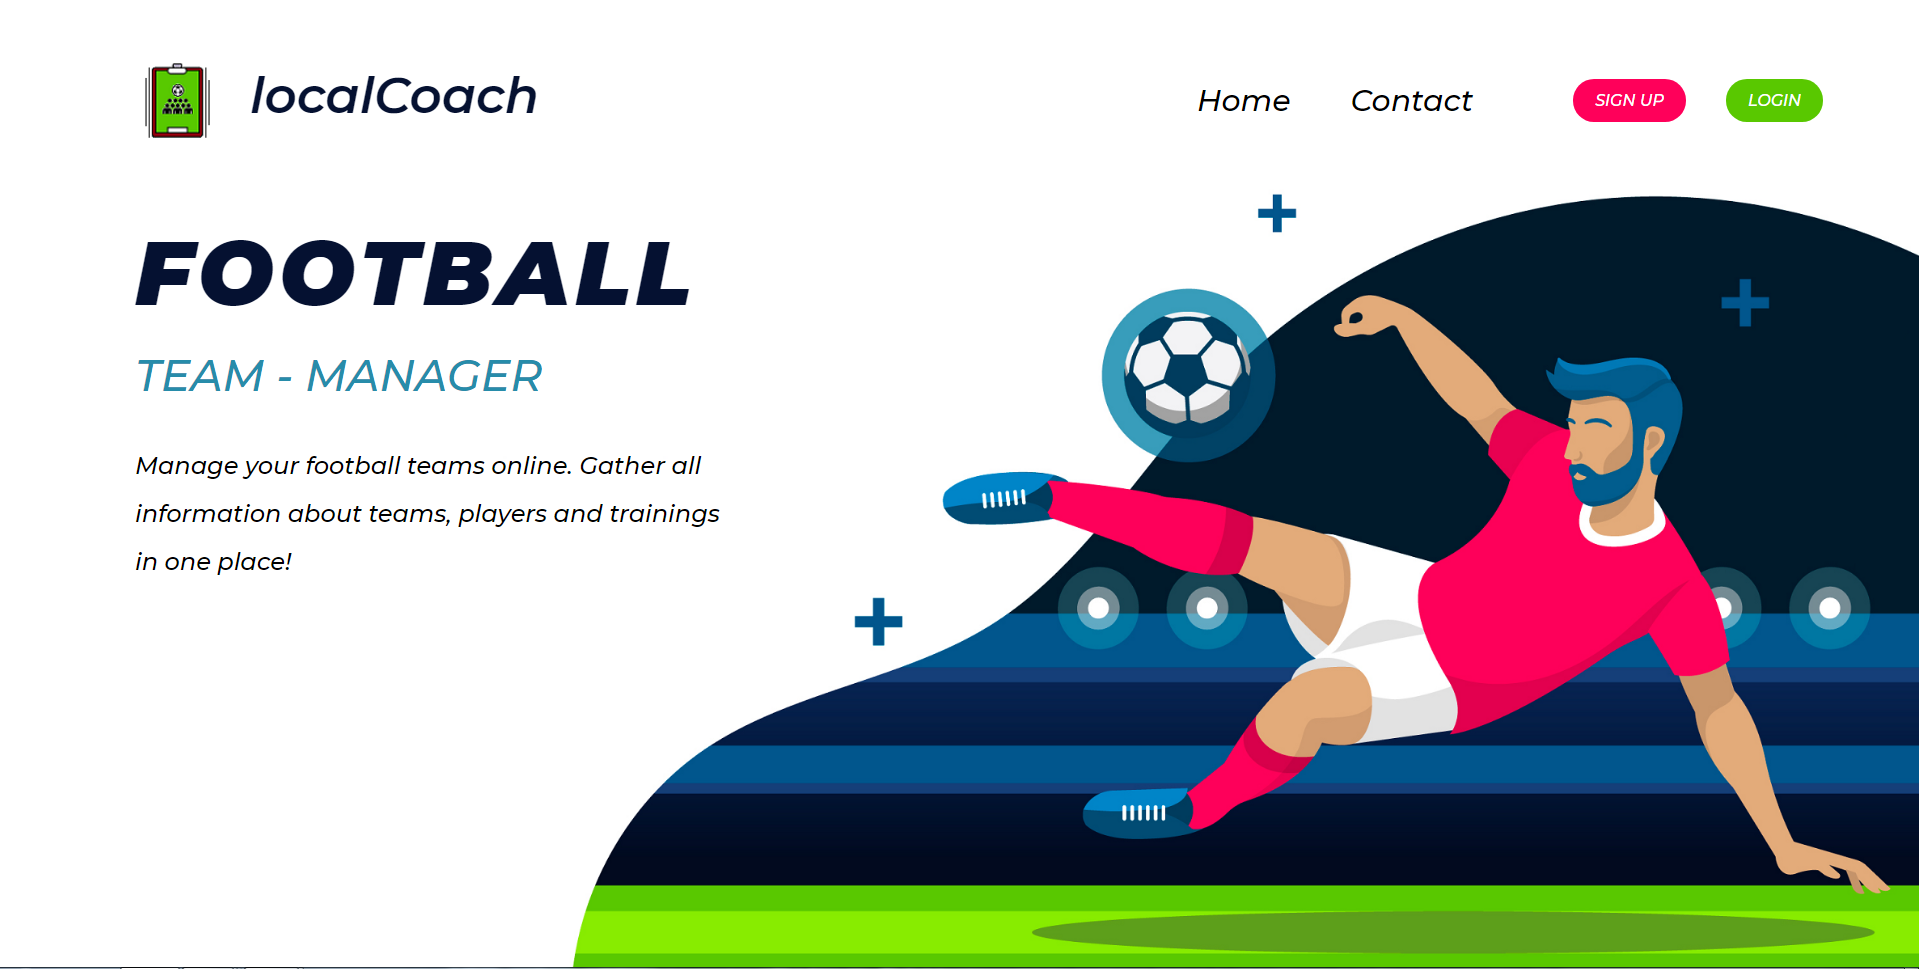 localCoach
Home
Contact
SIGN UP
LOGIN
FOOTBALL
TEAM - MANAGER
Manage your football teams online. Gather all
information about teams, players and trainings
in one place!